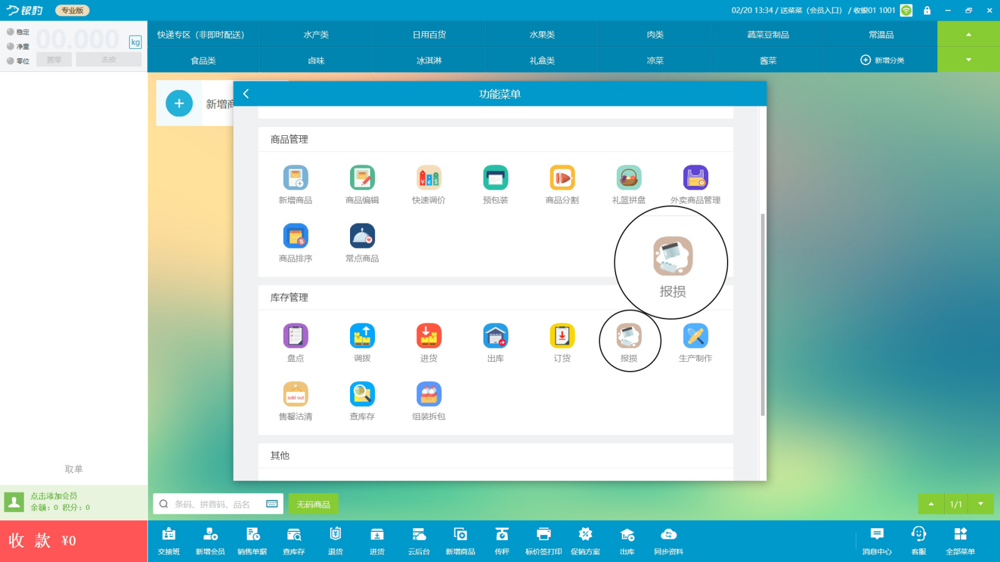 银豹 专业版 02/20 13:34 / 送菜菜（会员入口） / 收银01 1001
稳定
净重
零位
00.000 kg
置零 去皮
快递专区（非即时配送） 水产类 日用百货 水果类 肉类 蔬菜豆制品 常温品
食品类 卤味 冰淇淋 礼盒类 凉菜 酱菜 新增分类
新增商
功能菜单
商品管理
新增商品 商品编辑 快速调价 预包装 商品分割 礼篮拼盘 外卖商品管理
商品排序 常点商品
报损
库存管理
盘点 调拨 进货 出库 订货 报损 生产制作
sold out
售罄沽清 查库存 组装拆包
其他
取单
点击添加会员
余额：0 积分：0
条码、拼音码、品名 无码商品 1/1
收 款 ¥0
交接班 新增会员 销售单据 查库存 退货 进货 云后台 新增商品 传秤 标价签打印 促销方案 出库 同步资料 消息中心 客服 全部菜单